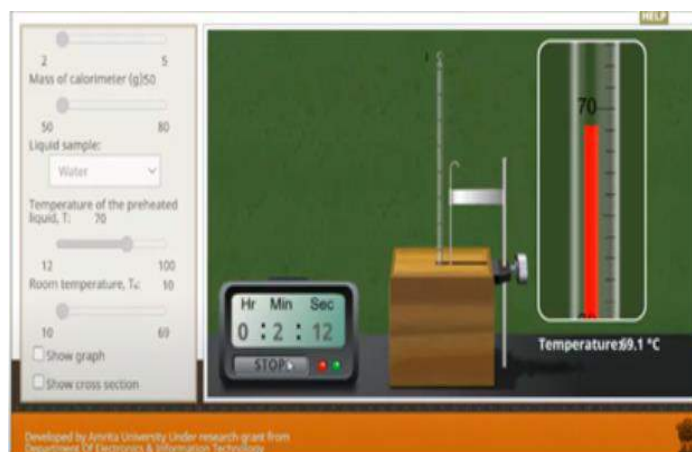 HELP
2 5
Mass of calorimeter (g)50
50 80
Liquid sample:
Water
Temperature of the preheated
liquid, T: 70
12 100
Room temperature, Ts: 10
10 69
Show graph
Show cross section
Hr Min Sec
0 : 2 : 12
STOP
70
Temperature:69.1 °C
Developed by Amrita University Under research grant from
Department Of Electronics & Information Technology